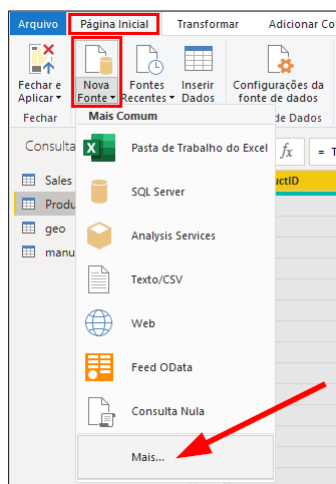 Arquivo Página Inicial Transformar Adicionar Co
Fechar e Nova Fontes Inserir Configurações da
Aplicar Fonte Recentes Dados fonte de dados
Fechar Mais Comum de Dados
Consulta Pasta de Trabalho do Excel fx = T
Sales SQL Server uctID
Produ
geo Analysis Services
manu
Texto/CSV
Web
Feed OData
Consulta Nula
Mais...